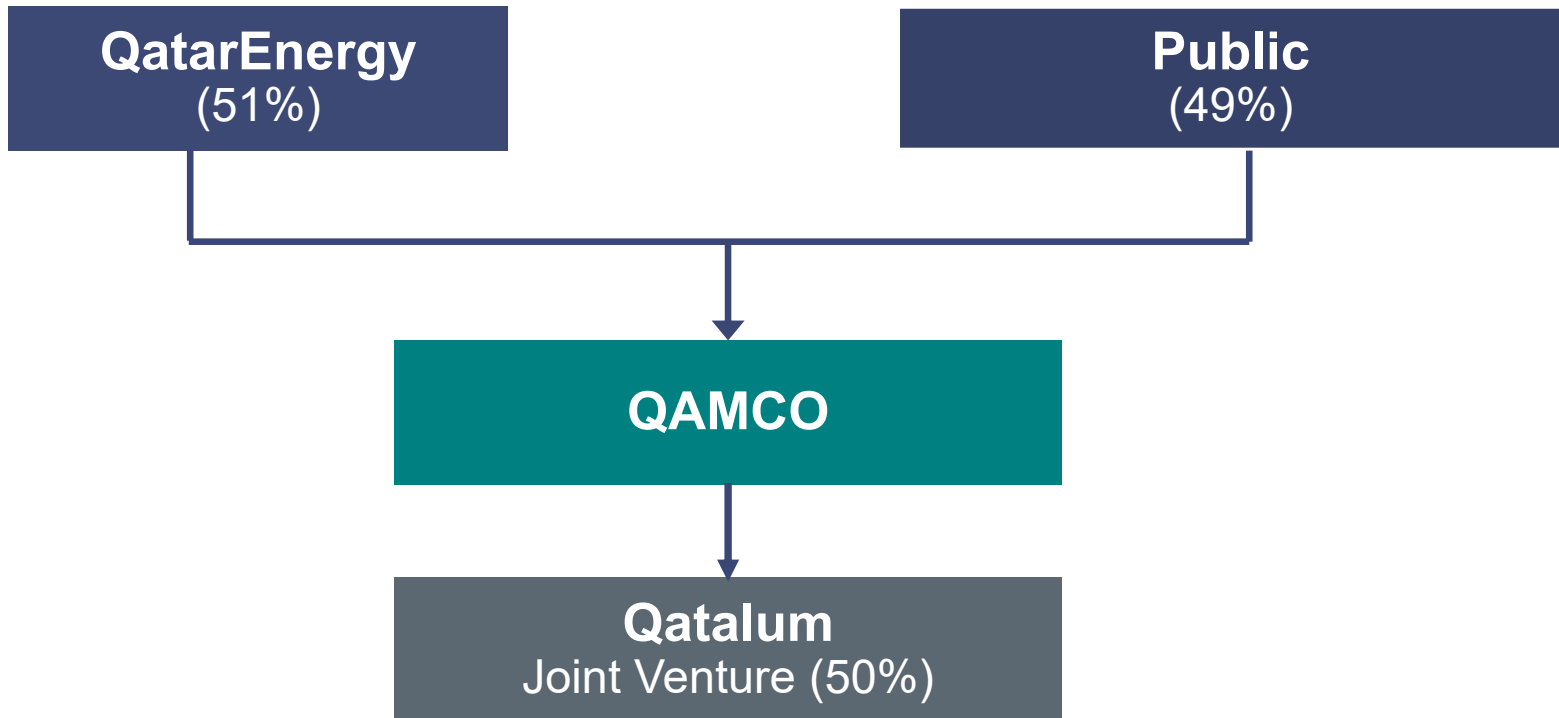 QatarEnergy
(51%)
Public
(49%)
QAMCO
Qatalum
Joint Venture (50%)